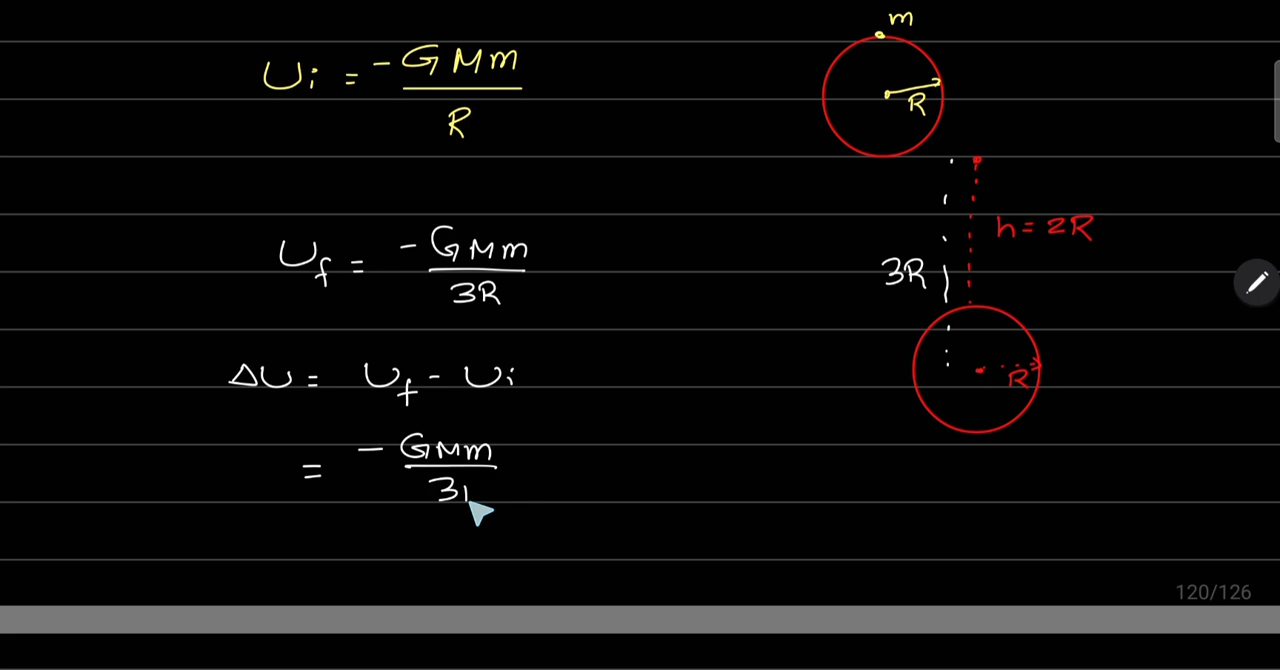 m
Ui = -GMm/R
R
h = 2R
Uf = -GMm/3R
3R
ΔU = Uf - Ui
R
= -GMm/3
120/126